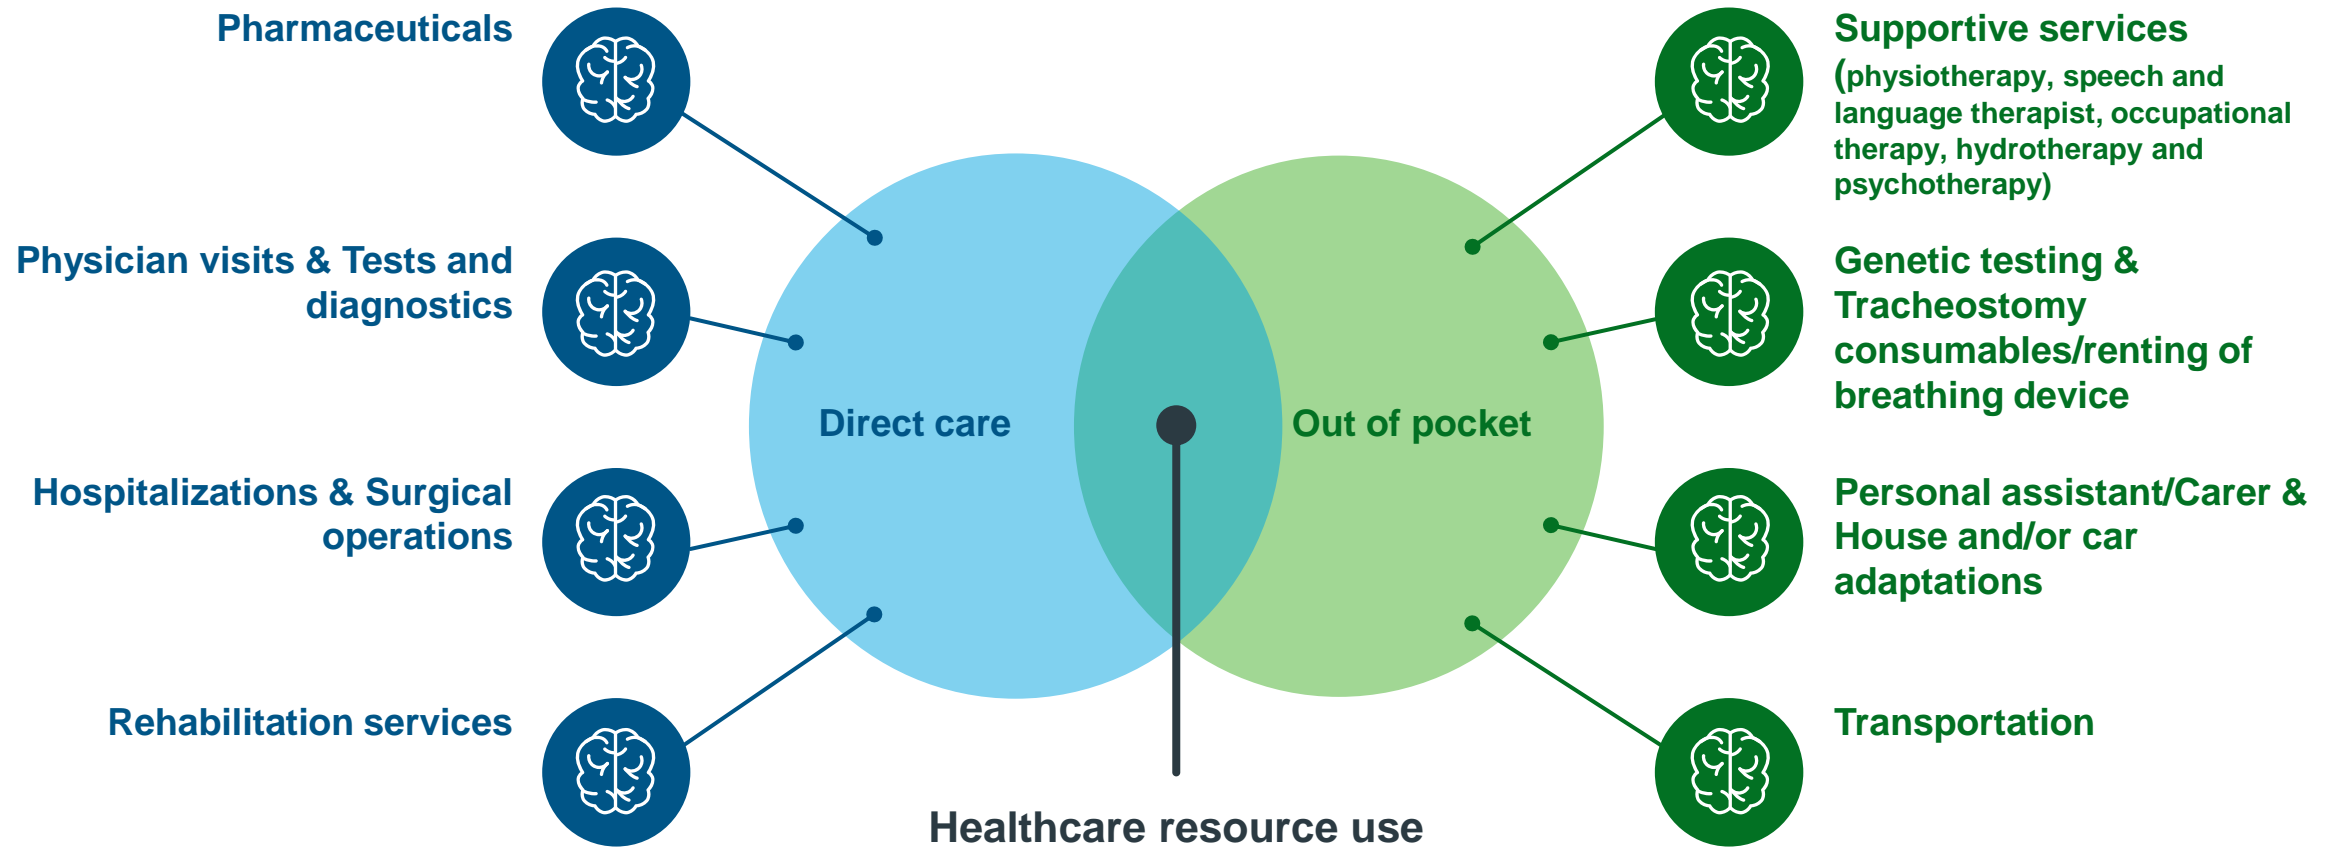 Pharmaceuticals
Physician visits & Tests and
diagnostics
Hospitalizations & Surgical
operations
Rehabilitation services
Direct care
Out of pocket
Healthcare resource use
Supportive services
(physiotherapy, speech and
language therapist, occupational
therapy, hydrotherapy and
psychotherapy)
Genetic testing &
Tracheostomy
consumables/renting of
breathing device
Personal assistant/Carer &
House and/or car
adaptations
Transportation